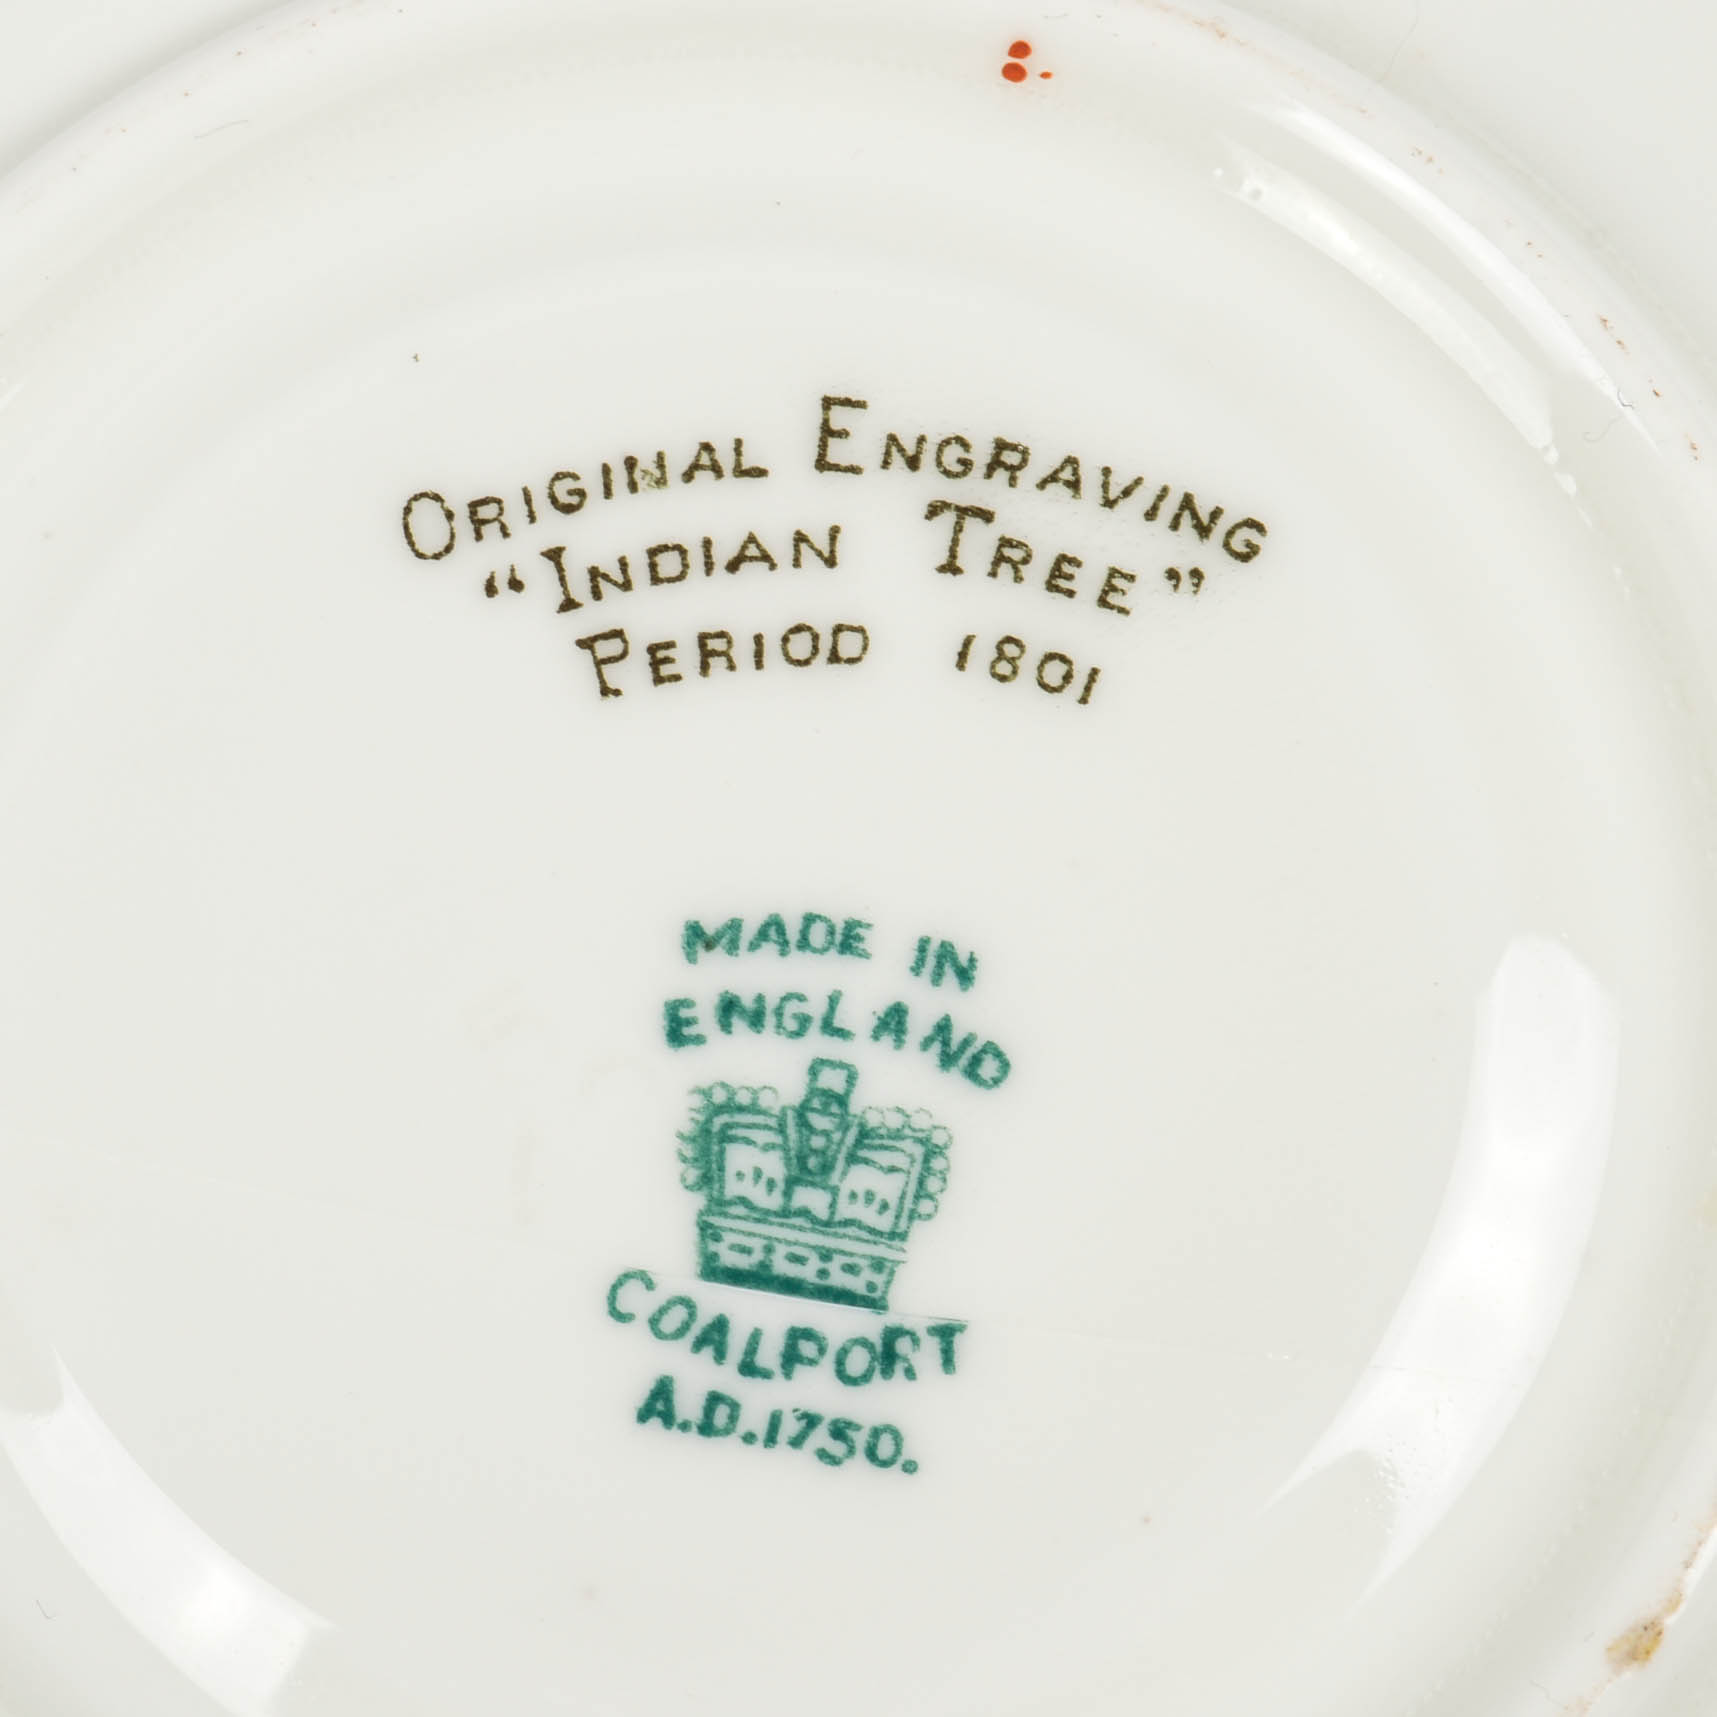 ORIGINAL ENGRAVING
“INDIAN TREE”
PERIOD 1801
MADE IN
ENGLAND
COALPORT
A.D.1750.